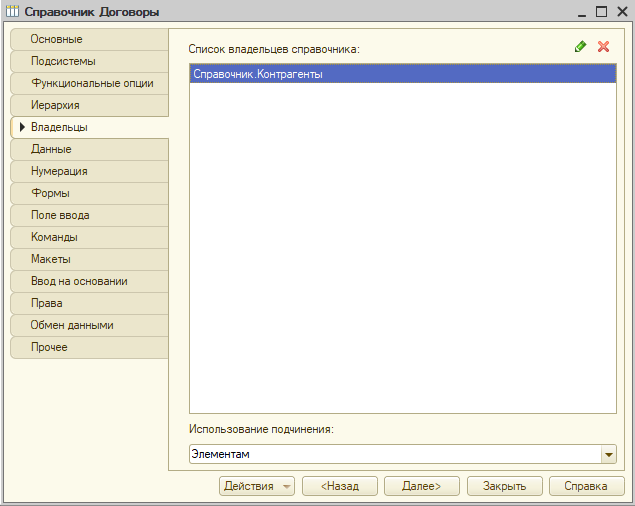 Справочник Договоры
Основные
Подсистемы
Функциональные опции
Иерархия
Владельцы
Данные
Нумерация
Формы
Поле ввода
Команды
Макеты
Ввод на основании
Права
Обмен данными
Прочее
Список владельцев справочника:
Справочник.Контрагенты
Использование подчинения:
Элементам
Действия
<Назад
Далее>
Закрыть
Справка